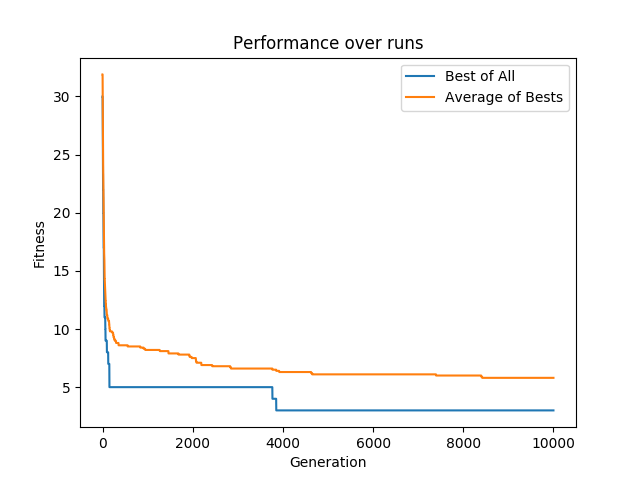 Performance over runs
Best of All
Average of Bests
Fitness
30
25
20
15
10
5
0
2000
4000
6000
8000
10000
Generation